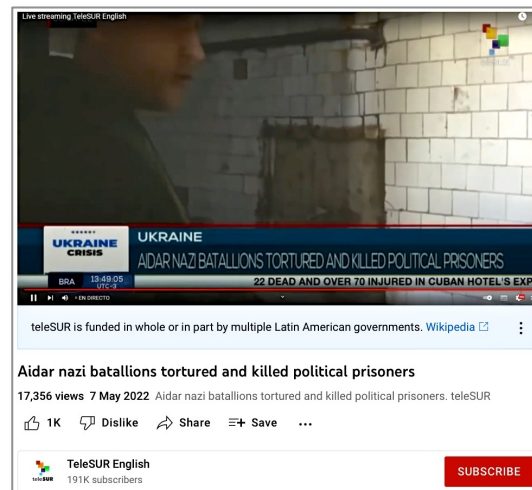 Live streaming TeleSUR English
teleSUR
UKRAINE
CRISIS
UKRAINE
AIDAR NAZI BATALLIONS TORTURED AND KILLED POLITICAL PRISONERS
BRA 13:49:05
UTC-3
22 DEAD AND OVER 70 INJURED IN CUBAN HOTEL'S EXP
• EN DIRECTO
teleSUR is funded in whole or in part by multiple Latin American governments. Wikipedia
Aidar nazi batallions tortured and killed political prisoners
17,356 views 7 May 2022 Aidar nazi batallions tortured and killed political prisoners. teleSUR
1K Dislike Share Save ...
TeleSUR English
teleSUR
191K subscribers
SUBSCRIBE